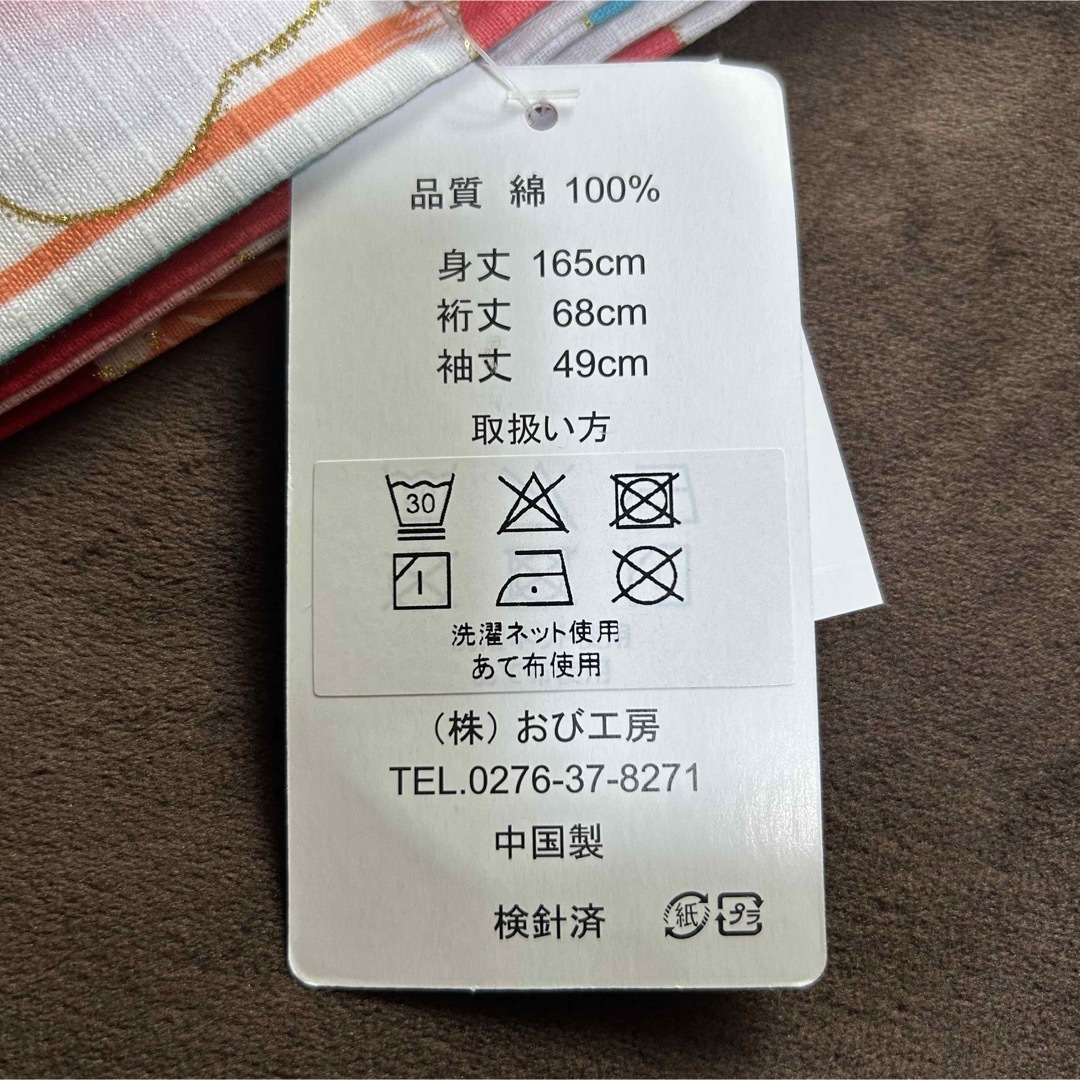 品質 綿 100%
身丈 165cm
裄丈 68cm
袖丈 49cm
取扱い方
30
洗濯ネット使用
あて布使用
（株）おび工房
TEL.0276-37-8271
中国製
検針済 紙 プラ